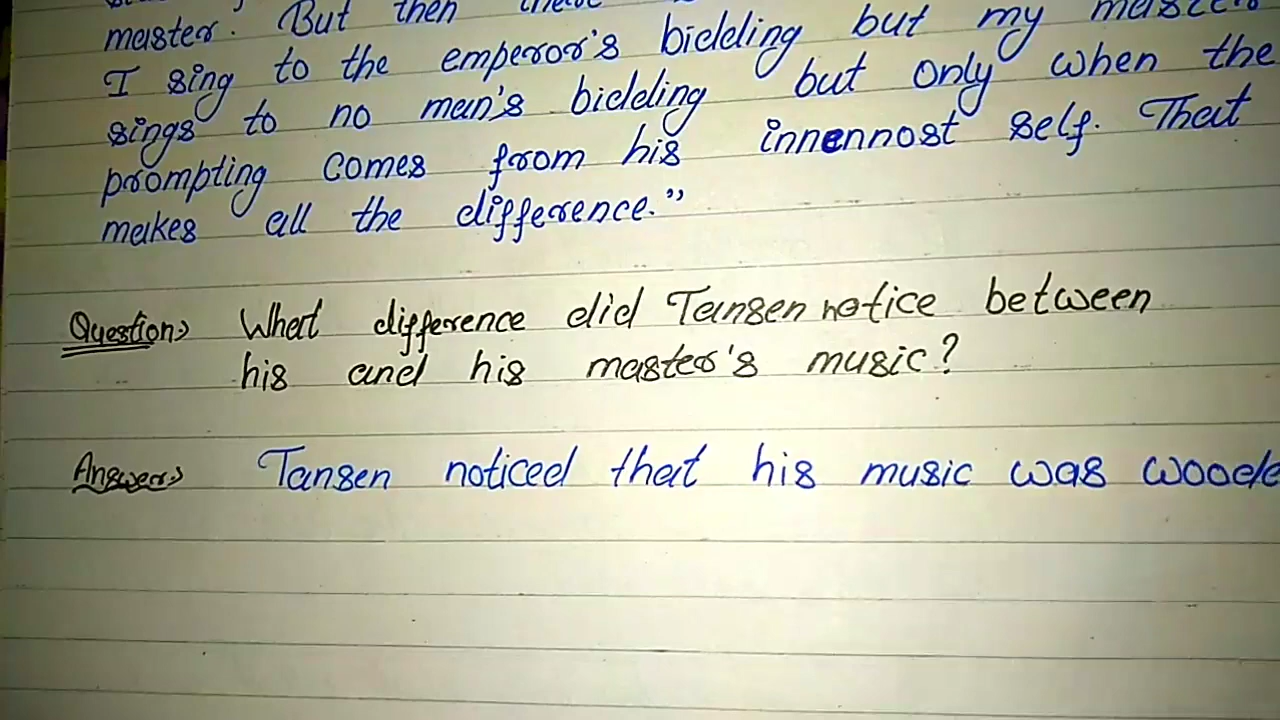 master. But then
I sing to the emperor's bidding but my
sings to no man's bidding but only when the
prompting comes from his innennost self. That
makes all the difference."
Question→ What difference did Tansen notice between
his and his master's music?
Answer→ Tansen noticed that his music was